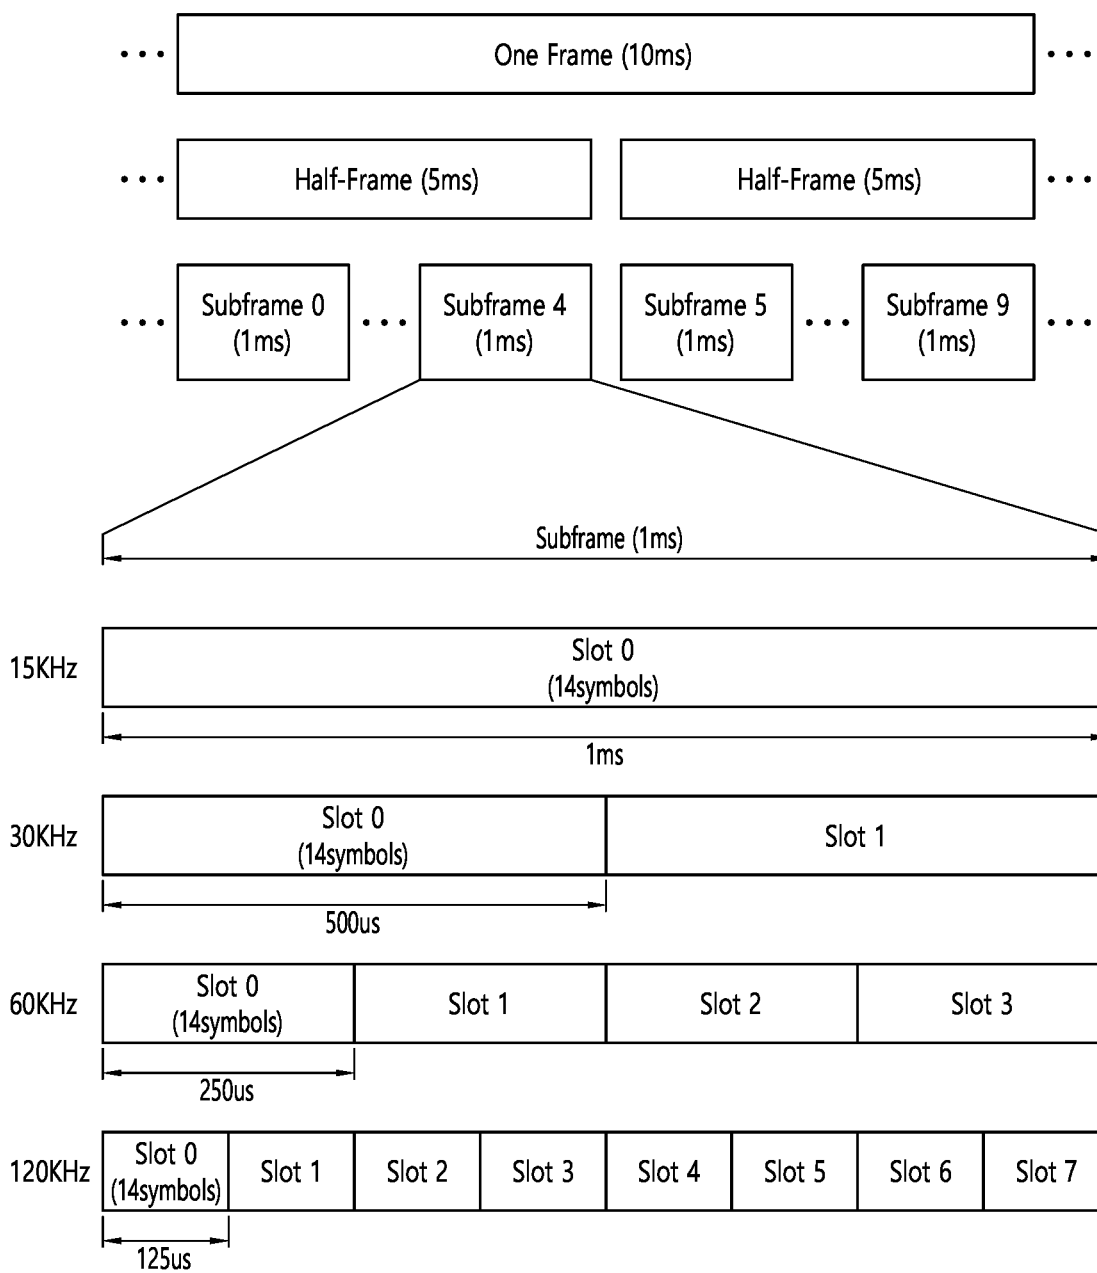 One Frame (10ms)
Half-Frame (5ms)
Half-Frame (5ms)
Subframe 0
(1ms)
Subframe 4
(1ms)
Subframe 5
(1ms)
Subframe 9
(1ms)
Subframe (1ms)
15KHz
Slot 0
(14symbols)
1ms
30KHz
Slot 0
(14symbols)
Slot 1
500us
60KHz
Slot 0
(14symbols)
Slot 1
Slot 2
Slot 3
250us
120KHz
Slot 0
(14symbols)
Slot 1
Slot 2
Slot 3
Slot 4
Slot 5
Slot 6
Slot 7
125us